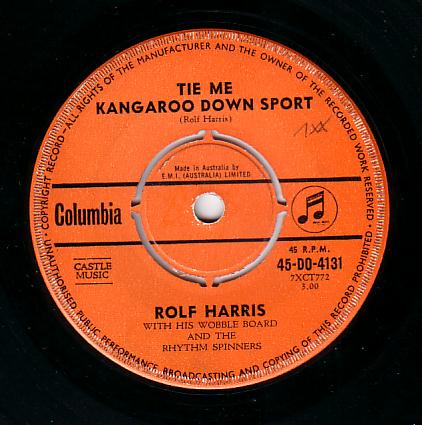 COPYRIGHT RECORD—ALL RIGHTS OF THE MANUFACTURER AND THE OWNER OF THE RECORDED WORK RESERVED • UNAUTHORISED PUBLIC PERFORMANCE, BROADCASTING AND COPYING OF THIS RECORD PROHIBITED •
TIE ME
KANGAROO DOWN SPORT
(Rolf Harris)
Made in Australia by
E.M.I. (AUSTRALIA) LIMITED
Columbia
45 R.P.M.
CASTLE
MUSIC
45-DO-4131
7XCT772
3.00
ROLF HARRIS
WITH HIS WOBBLE BOARD
AND THE
RHYTHM SPINNERS